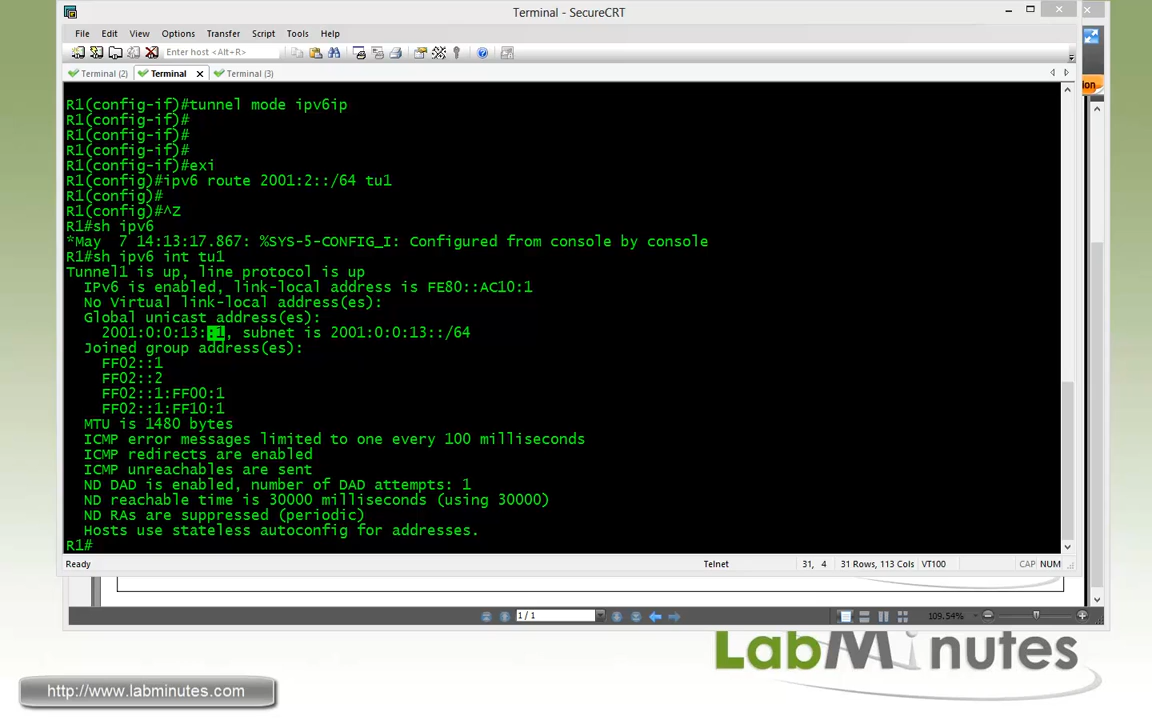 Terminal - SecureCRT
File Edit View Options Transfer Script Tools Help
Enter host <Alt+R>
Terminal (2) Terminal Terminal (3)
ion
R1(config-if)#tunnel mode ipv6ip
R1(config-if)#
R1(config-if)#
R1(config-if)#
R1(config-if)#exi
R1(config)#ipv6 route 2001:2::/64 tu1
R1(config)#
R1(config)#^Z
R1#sh ipv6
*May  7 14:13:17.867: %SYS-5-CONFIG_I: Configured from console by console
R1#sh ipv6 int tu1
Tunnel1 is up, line protocol is up
IPv6 is enabled, link-local address is FE80::AC10:1
No Virtual link-local address(es):
Global unicast address(es):
2001:0:0:13::1, subnet is 2001:0:0:13::/64
Joined group address(es):
FF02::1
FF02::2
FF02::1:FF00:1
FF02::1:FF10:1
MTU is 1480 bytes
ICMP error messages limited to one every 100 milliseconds
ICMP redirects are enabled
ICMP unreachables are sent
ND DAD is enabled, number of DAD attempts: 1
ND reachable time is 30000 milliseconds (using 30000)
ND RAs are suppressed (periodic)
Hosts use stateless autoconfig for addresses.
R1#
Ready Telnet 31, 4 31 Rows, 113 Cols VT100 CAP NUM
1 / 1 109.54%
LabMinutes
http://www.labminutes.com